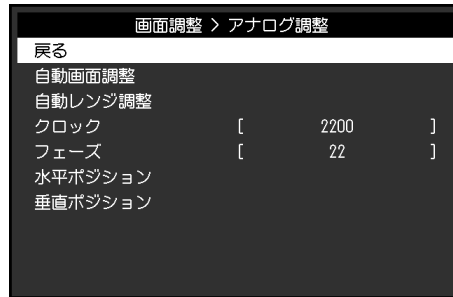 画面調整 > アナログ調整
戻る
自動画面調整
自動レンジ調整
クロック [ 2200 ]
フェーズ [ 22 ]
水平ポジション
垂直ポジション